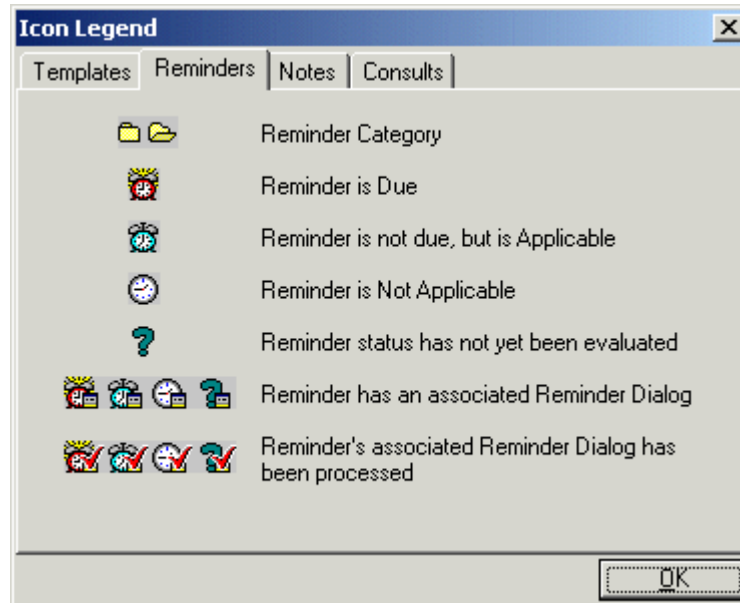 Icon Legend
Templates Reminders Notes Consults
Reminder Category
Reminder is Due
Reminder is not due, but is Applicable
Reminder is Not Applicable
Reminder status has not yet been evaluated
Reminder has an associated Reminder Dialog
Reminder's associated Reminder Dialog has
been processed
OK